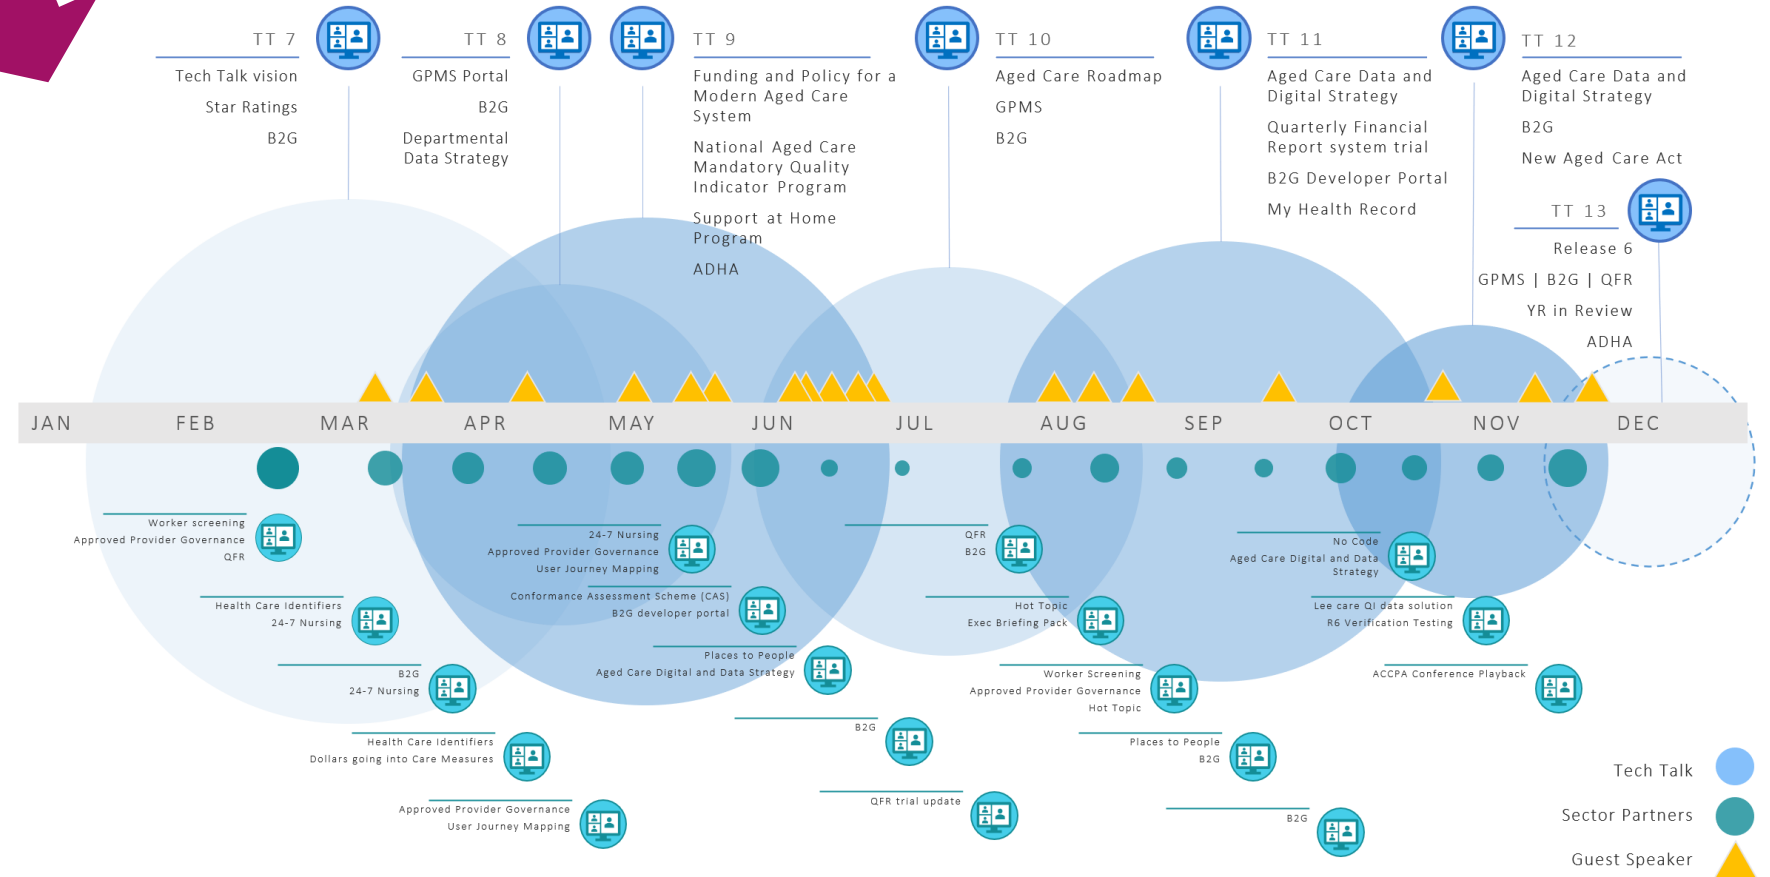 TT 7
Tech Talk vision
Star Ratings
B2G
TT 8
GPMS Portal
B2G
Departmental
Data Strategy
TT 9
Funding and Policy for a
Modern Aged Care
System
National Aged Care
Mandatory Quality
Indicator Program
Support at Home
Program
ADHA
TT 10
Aged Care Roadmap
GPMS
B2G
TT 11
Aged Care Data and
Digital Strategy
Quarterly Financial
Report system trial
B2G Developer Portal
My Health Record
TT 12
Aged Care Data and
Digital Strategy
B2G
New Aged Care Act
TT 13
Release 6
GPMS | B2G | QFR
YR in Review
ADHA
JAN FEB MAR APR MAY JUN JUL AUG SEP OCT NOV DEC
Worker screening
Approved Provider Governance
QFR
Health Care Identifiers
24-7 Nursing
B2G
24-7 Nursing
Health Care Identifiers
Dollars going into Care Measures
Approved Provider Governance
User Journey Mapping
24-7 Nursing
Approved Provider Governance
User Journey Mapping
Conformance Assessment Scheme (CAS)
B2G developer portal
Places to People
Aged Care Digital and Data Strategy
B2G
QFR trial update
QFR
B2G
Hot Topic
Exec Briefing Pack
Worker Screening
Approved Provider Governance
Hot Topic
Places to People
B2G
B2G
No Code
Aged Care Digital and Data
Strategy
Lee care QI data solution
R6 Verification Testing
ACCPA Conference Playback
Tech Talk
Sector Partners
Guest Speaker